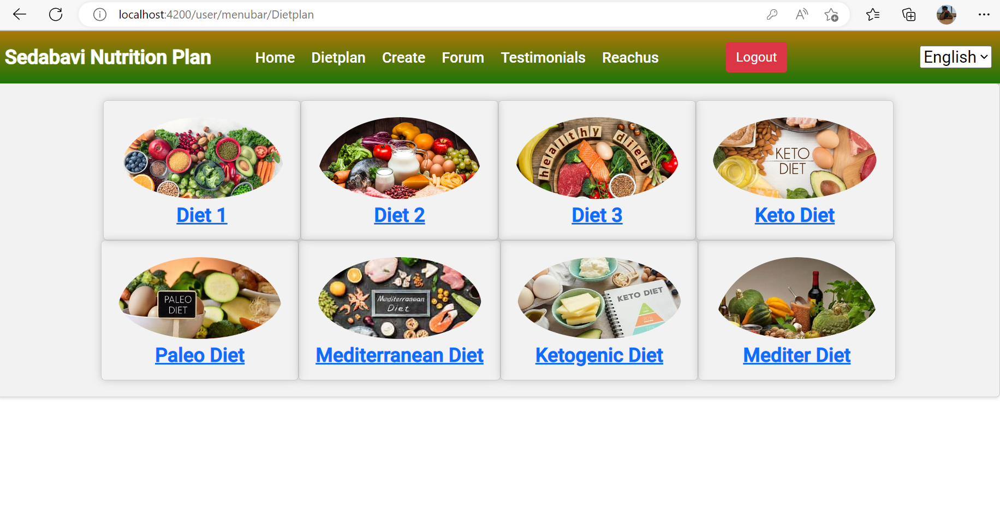 localhost:4200/user/menubar/Dietplan
Sedabavi Nutrition Plan Home Dietplan Create Forum Testimonials Reachus Logout English
healthy diet
KETO
DIET
Diet 1 Diet 2 Diet 3 Keto Diet
PALEO
DIET
Mediterranean
Diet
KETO DIET
Paleo Diet Mediterranean Diet Ketogenic Diet Mediter Diet